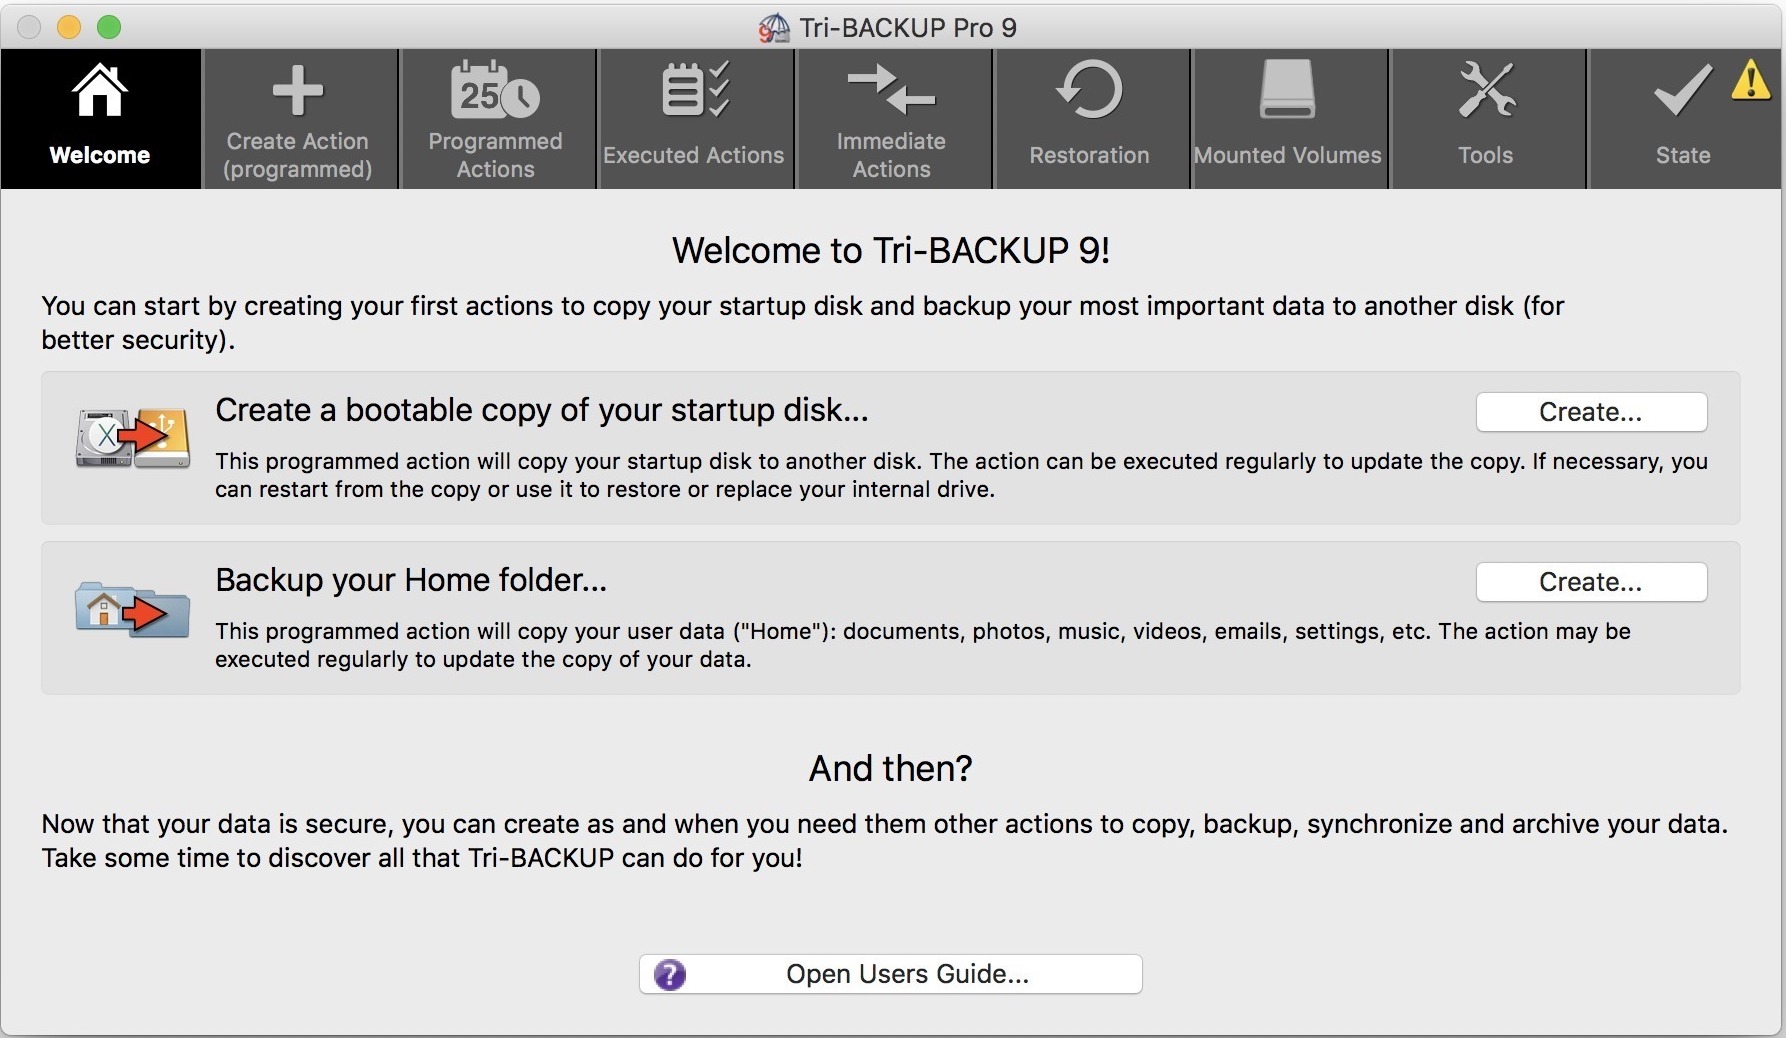 Tri-BACKUP Pro 9
Welcome
Create Action
(programmed)
25
Programmed
Actions
Executed Actions
Immediate
Actions
Restoration
Mounted Volumes
Tools
State
Welcome to Tri-BACKUP 9!
You can start by creating your first actions to copy your startup disk and backup your most important data to another disk (for
better security).
Create a bootable copy of your startup disk...
Create...
This programmed action will copy your startup disk to another disk. The action can be executed regularly to update the copy. If necessary, you
can restart from the copy or use it to restore or replace your internal drive.
Backup your Home folder...
Create...
This programmed action will copy your user data ("Home"): documents, photos, music, videos, emails, settings, etc. The action may be
executed regularly to update the copy of your data.
And then?
Now that your data is secure, you can create as and when you need them other actions to copy, backup, synchronize and archive your data.
Take some time to discover all that Tri-BACKUP can do for you!
? Open Users Guide...